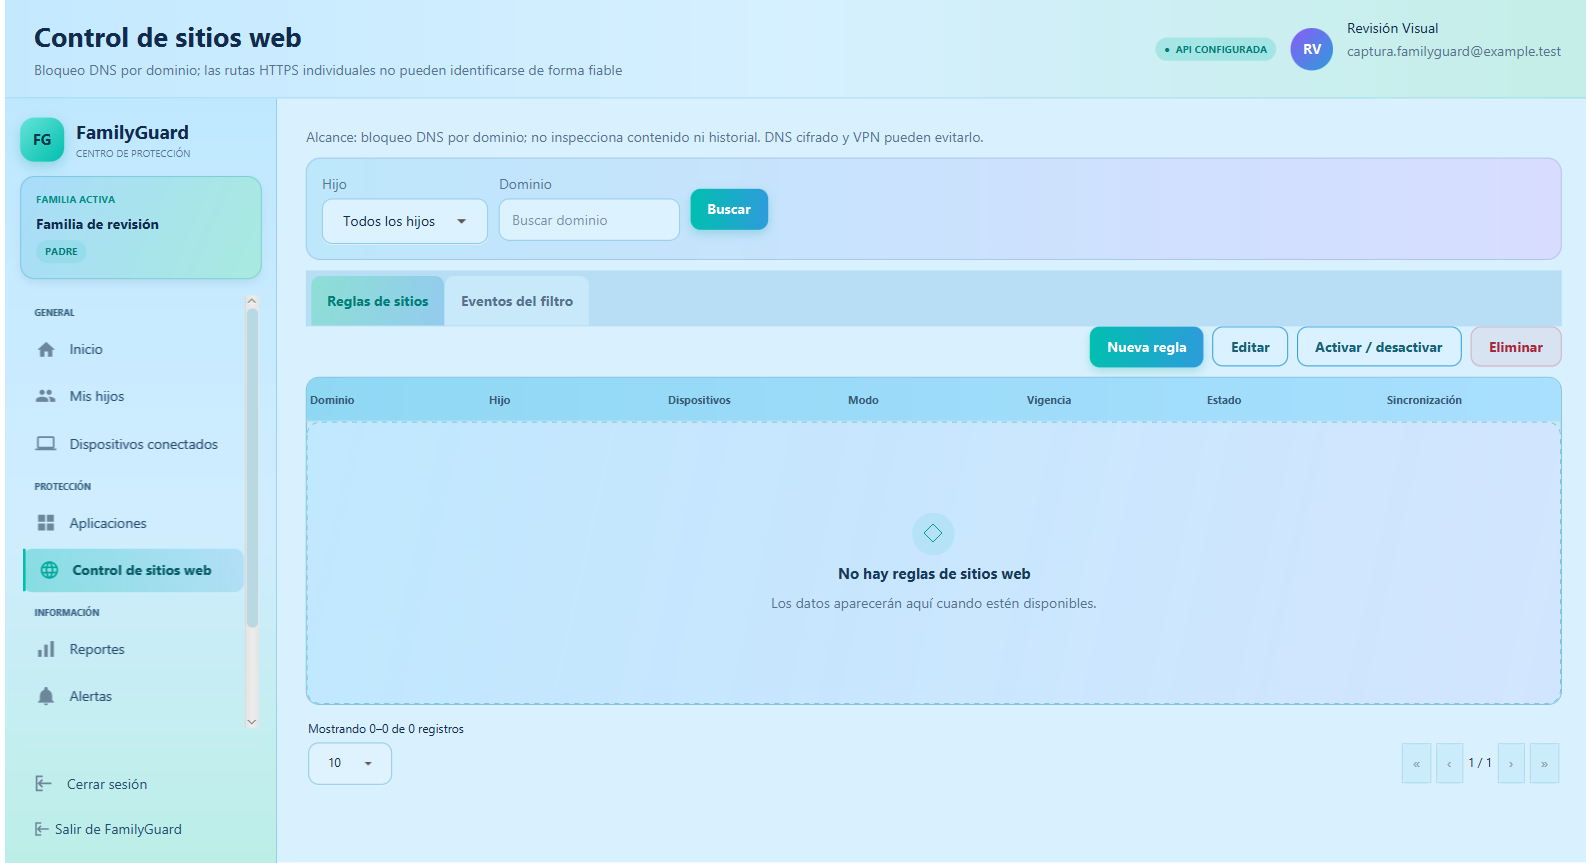 Control de sitios web
Bloqueo DNS por dominio; las rutas HTTPS individuales no pueden identificarse de forma fiable
• API CONFIGURADA
RV
Revisión Visual
captura.familyguard@example.test
FG
FamilyGuard
CENTRO DE PROTECCIÓN
FAMILIA ACTIVA
Familia de revisión
PADRE
GENERAL
Inicio
Mis hijos
Dispositivos conectados
PROTECCIÓN
Aplicaciones
Control de sitios web
INFORMACIÓN
Reportes
Alertas
Cerrar sesión
Salir de FamilyGuard
Alcance: bloqueo DNS por dominio; no inspecciona contenido ni historial. DNS cifrado y VPN pueden evitarlo.
Hijo
Dominio
Todos los hijos
Buscar dominio
Buscar
Reglas de sitios
Eventos del filtro
Nueva regla
Editar
Activar / desactivar
Eliminar
Dominio Hijo Dispositivos Modo Vigencia Estado Sincronización
No hay reglas de sitios web
Los datos aparecerán aquí cuando estén disponibles.
Mostrando 0–0 de 0 registros
10
« ‹ 1 / 1 › »